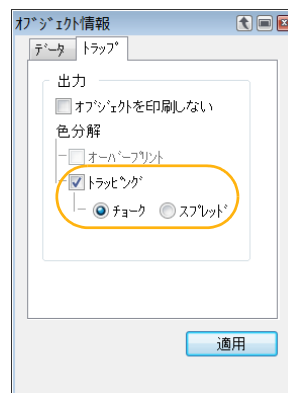 ｵﾌﾞｼﾞｪｸﾄ情報
ﾃﾞｰﾀ ﾄﾗｯﾌﾟ
出力
ｵﾌﾞｼﾞｪｸﾄを印刷しない
色分解
ｵｰﾊﾞｰﾌﾟﾘﾝﾄ
ﾄﾗｯﾋﾟﾝｸﾞ
ﾁｮｰｸ ｽﾌﾟﾚｯﾄﾞ
適用